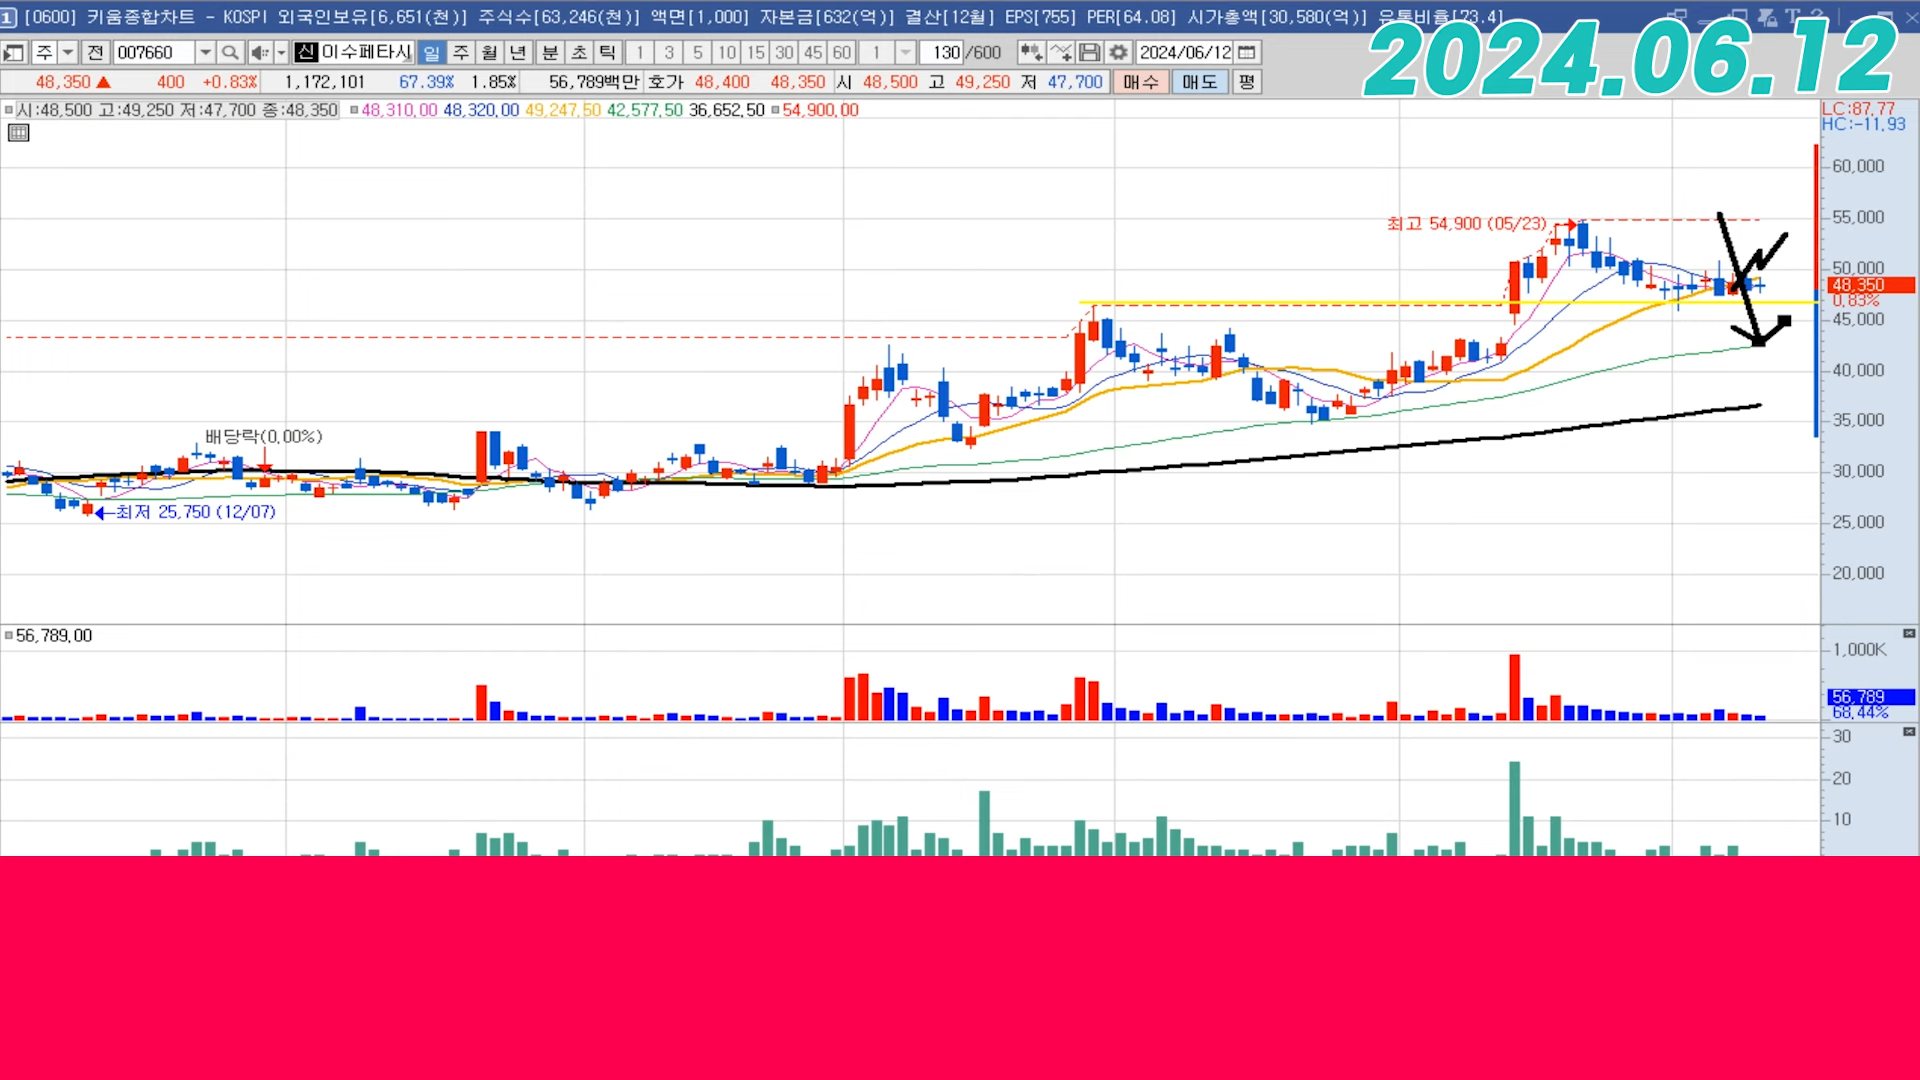 1 [0600] 키움종합차트 - KOSPI 외국인보유[6,651(천)] 주식수[63,246(천)] 액면[1,000] 자본금[632(억)] 결산[12월] EPS[755] PER[64.08] 시가총액[30,580(억)] 유통비율[73.4]
2024.06.12
주 전 007660 신 이수페타시 일 주 월 년 분 초 틱 1 3 5 10 15 30 45 60 1 130 /600 2024/06/12
48,350 ▲ 400 +0.83% 1,172,101 67.39% 1.85% 56,789백만 호가 48,400 48,350 시 48,500 고 49,250 저 47,700 매수 매도 평
시:48,500 고:49,250 저:47,700 종:48,350 48,310.00 48,320.00 49,247.50 42,577.50 36,652.50 54,900.00
LC:87.77
HC:-11.93
60,000
최고 54,900 (05/23)
55,000
50,000
48,350
0.83%
45,000
40,000
35,000
배당락(0.00%)
30,000
최저 25,750 (12/07)
25,000
20,000
56,789.00
1,000K
56,789
68.44%
30
20
10